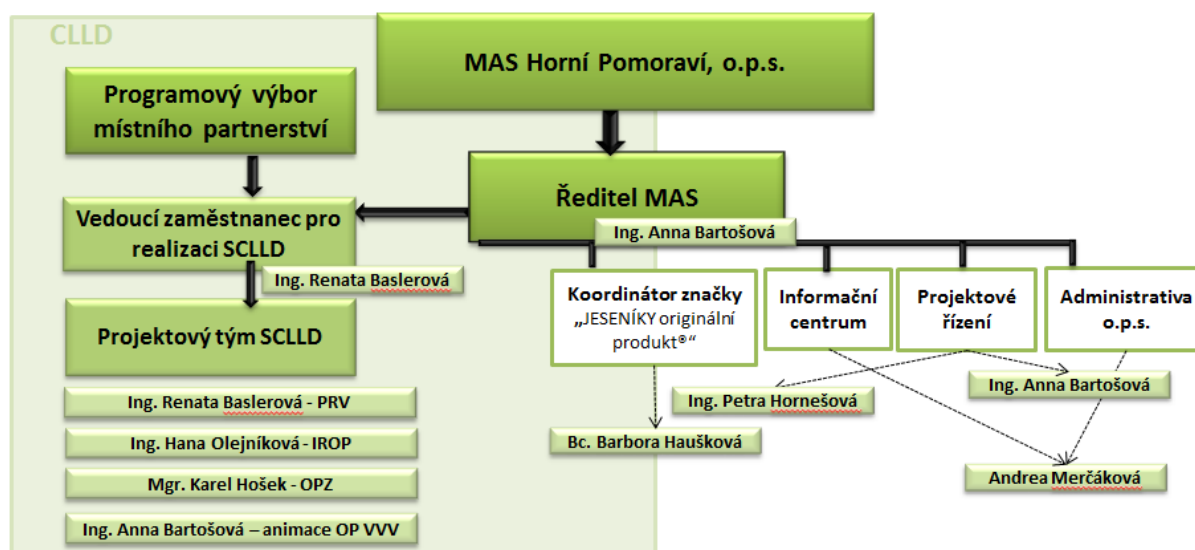 CLLD
MAS Horní Pomoraví, o.p.s.
Programový výbor
místního partnerství
Ředitel MAS
Ing. Anna Bartošová
Vedoucí zaměstnanec pro
realizaci SCLLD
Ing. Renata Baslerová
Projektový tým SCLLD
Ing. Renata Baslerová - PRV
Ing. Hana Olejníková - IROP
Mgr. Karel Hošek - OPZ
Ing. Anna Bartošová – animace OP VVV
Koordinátor značky
„JESENÍKY originální
produkt®“
Informační
centrum
Projektové
řízení
Administrativa
o.p.s.
Ing. Petra Hornešová
Ing. Anna Bartošová
Bc. Barbora Haušková
Andrea Merčáková